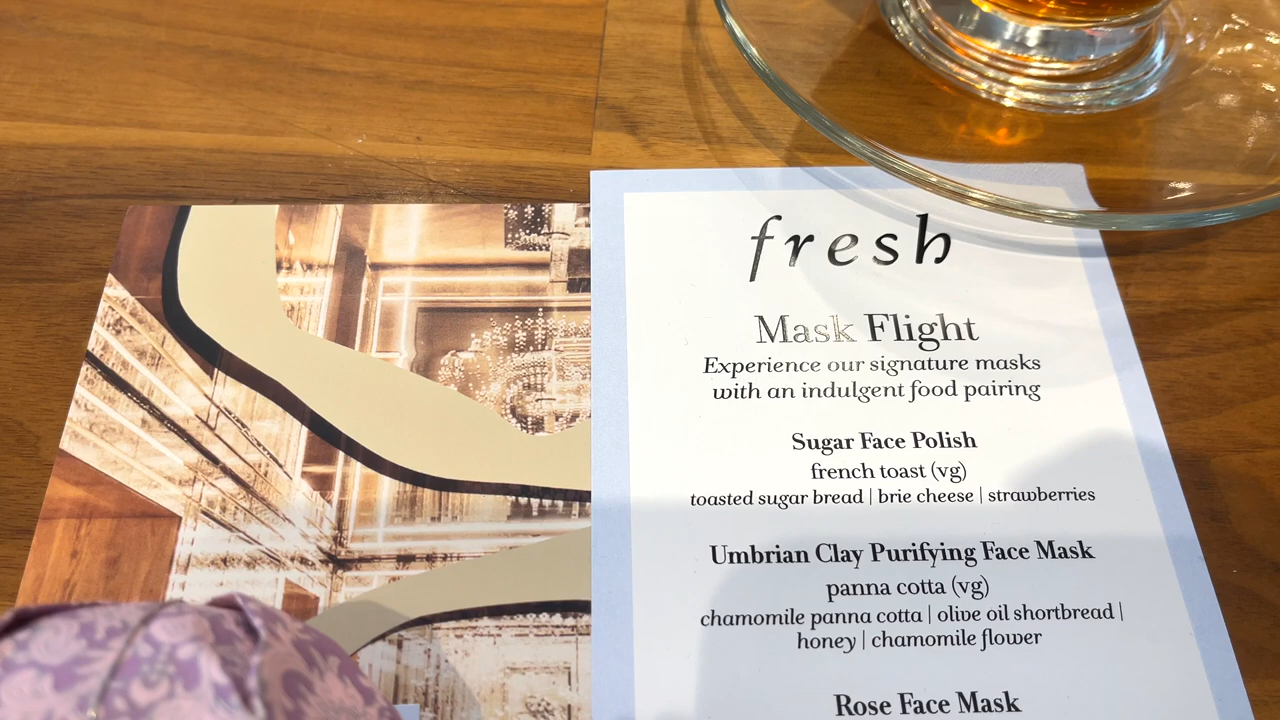 fresh
Mask Flight
Experience our signature masks
with an indulgent food pairing
Sugar Face Polish
french toast (vg)
toasted sugar bread | brie cheese | strawberries
Umbrian Clay Purifying Face Mask
panna cotta (vg)
chamomile panna cotta | olive oil shortbread |
honey | chamomile flower
Rose Face Mask